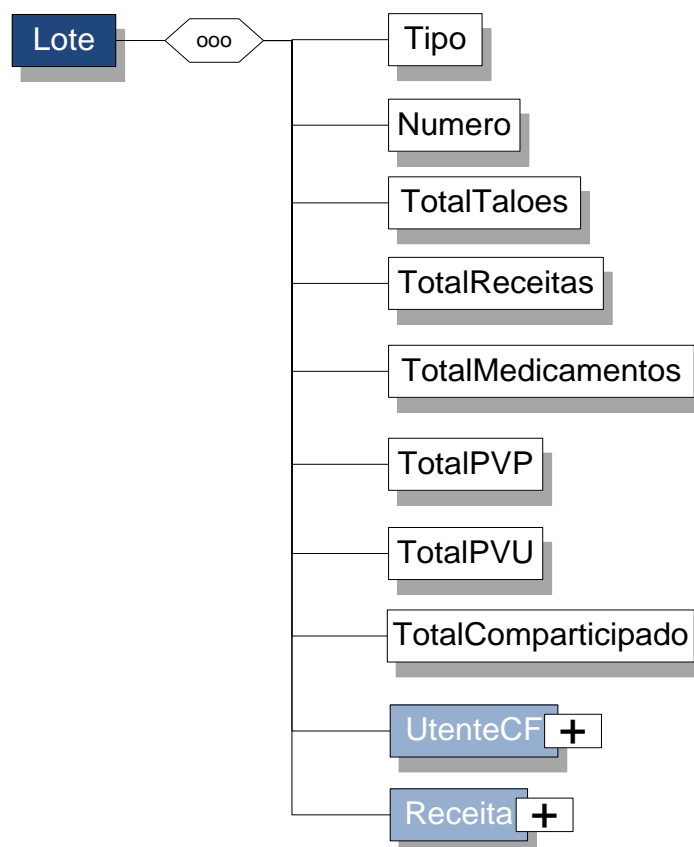 Lote
ooo
Tipo
Numero
TotalTaloes
TotalReceitas
TotalMedicamentos
TotalPVP
TotalPVU
TotalComparticipado
UtenteCF +
Receita +